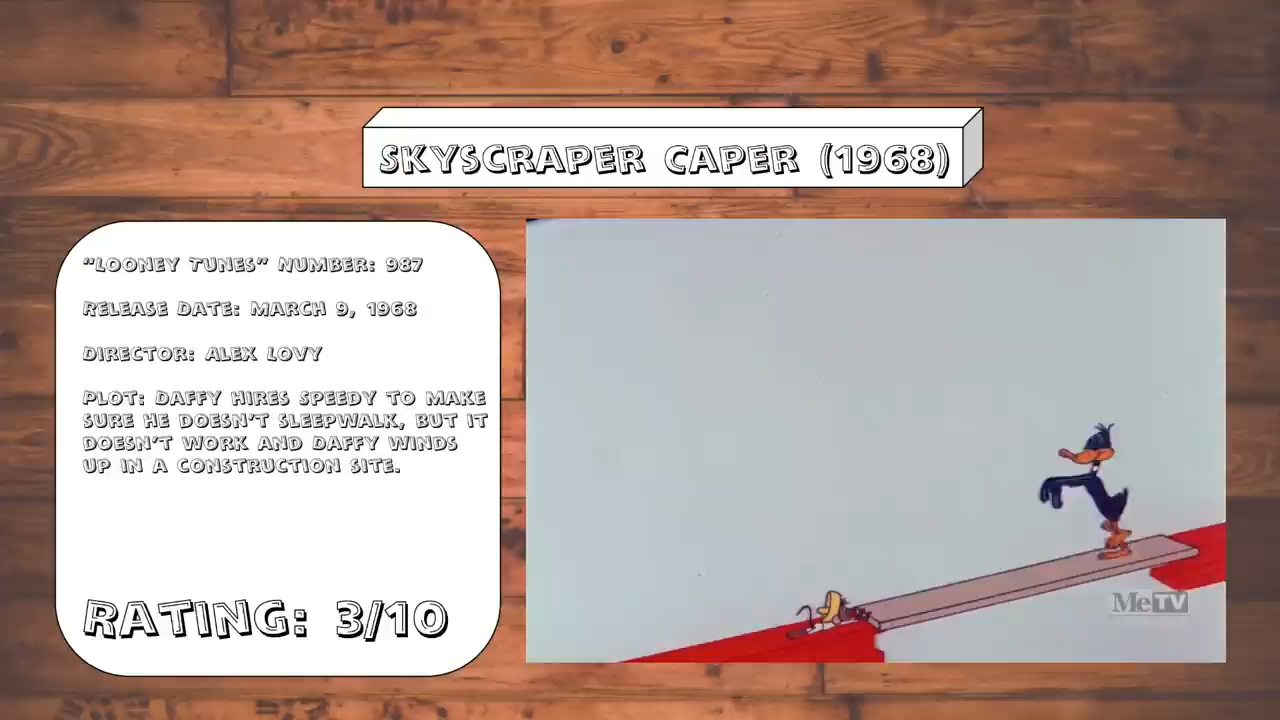 SKYSCRAPER CAPER (1968)
"LOONEY TUNES" NUMBER: 987
RELEASE DATE: MARCH 9, 1968
DIRECTOR: ALEX LOVY
PLOT: DAFFY HIRES SPEEDY TO MAKE
SURE HE DOESN'T SLEEPWALK, BUT IT
DOESN'T WORK AND DAFFY WINDS
UP IN A CONSTRUCTION SITE.
RATING: 3/10
MeTV